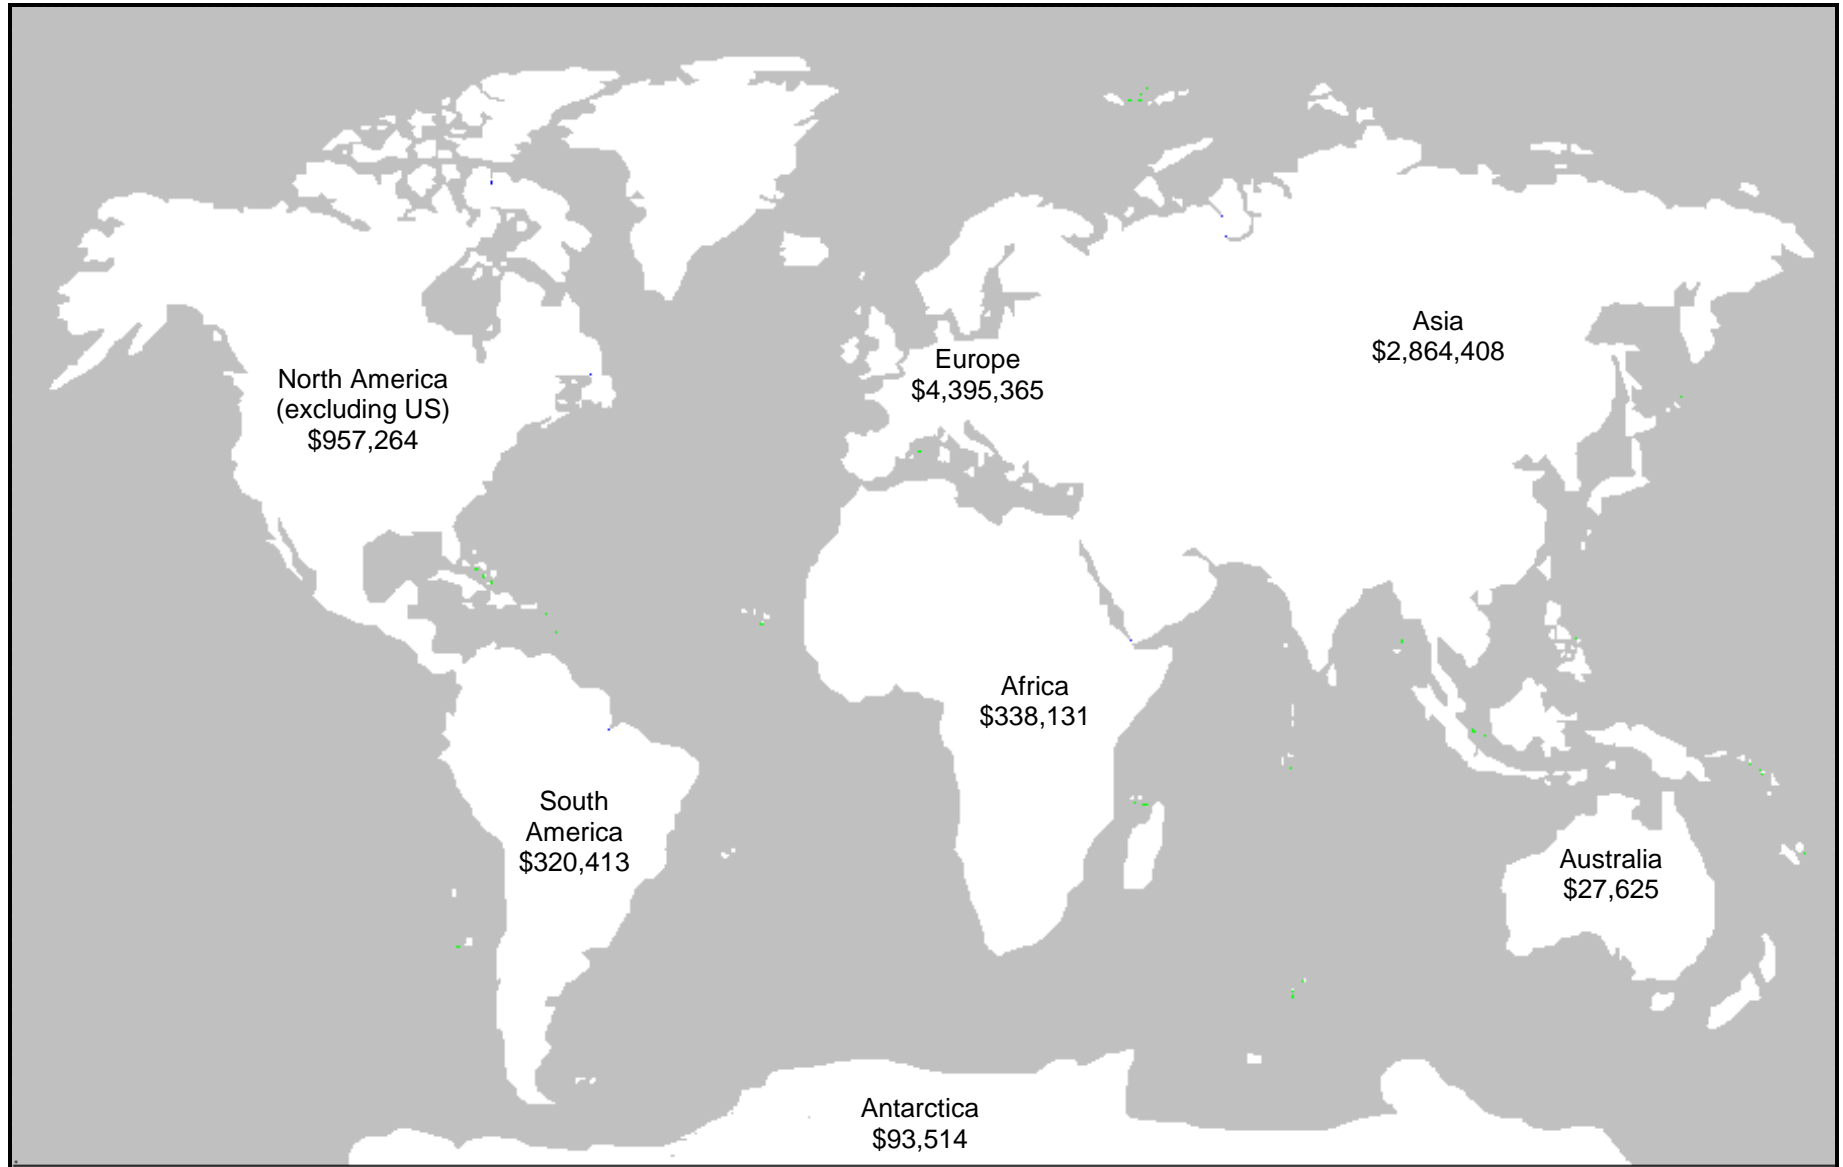 Asia
$2,864,408
Europe
$4,395,365
North America
(excluding US)
$957,264
Africa
$338,131
South
America
$320,413
Australia
$27,625
Antarctica
$93,514